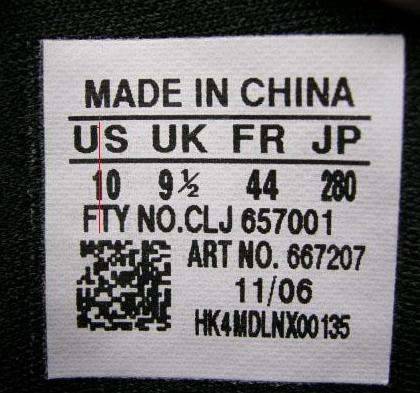 MADE IN CHINA
US UK FR JP
10 9½ 44 280
FTY NO.CLJ 657001
ART NO. 667207
11/06
HK4MDLNX00135